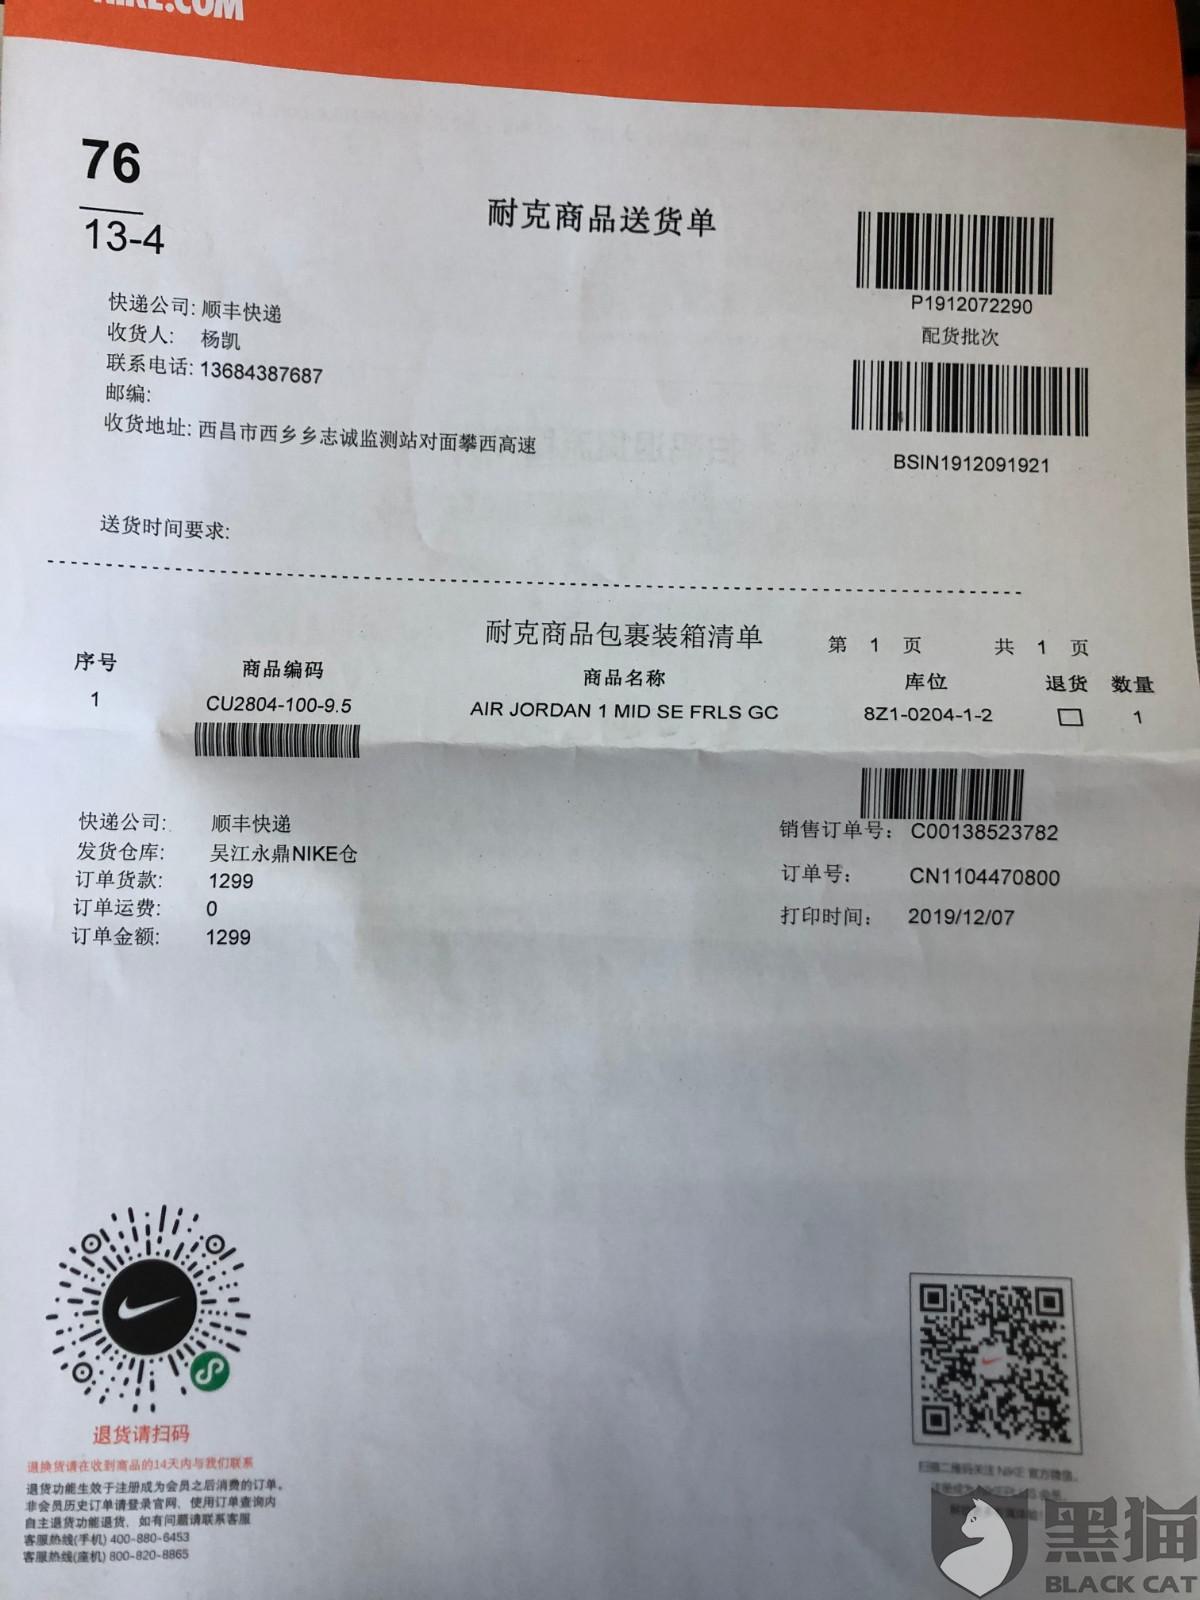 NIKE.COM
76
13-4
耐克商品送货单
P1912072290
配货批次
BSIN1912091921
快递公司: 顺丰快递
收货人: 杨凯
联系电话: 13684387687
邮编:
收货地址: 西昌市西乡乡志诚监测站对面攀西高速
送货时间要求:
耐克商品包裹装箱清单 第 1 页 共 1 页
序号 商品编码 商品名称 库位 退货 数量
1 CU2804-100-9.5 AIR JORDAN 1 MID SE FRLS GC 8Z1-0204-1-2 1
快递公司: 顺丰快递
发货仓库: 吴江永鼎NIKE仓
订单货款: 1299
订单运费: 0
订单金额: 1299
销售订单号: C00138523782
订单号: CN1104470800
打印时间: 2019/12/07
退货请扫码
退换货请在收到商品的14天内与我们联系
退货功能生效于注册成为会员之后消费的订单。
非会员历史订单请登录官网，使用订单查询内
自主退货功能退货，如有问题请联系客服
客服热线(手机) 400-880-6453
客服热线(座机) 800-820-8865
扫描二维码关注 NIKE 官方微信，
黑猫
BLACK CAT